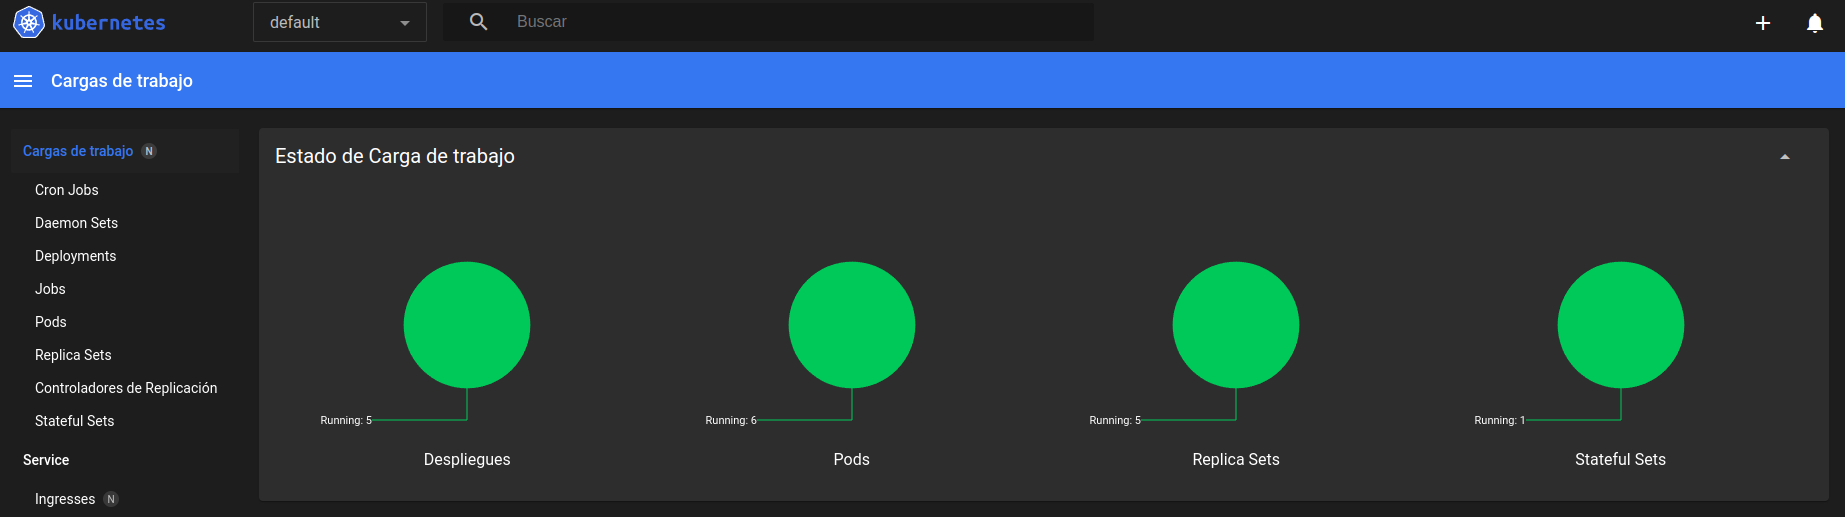 kubernetes
default
Buscar
Cargas de trabajo
Cargas de trabajo N
Cron Jobs
Daemon Sets
Deployments
Jobs
Pods
Replica Sets
Controladores de Replicación
Stateful Sets
Service
Ingresses N
Estado de Carga de trabajo
Running: 5
Despliegues
Running: 6
Pods
Running: 5
Replica Sets
Running: 1
Stateful Sets